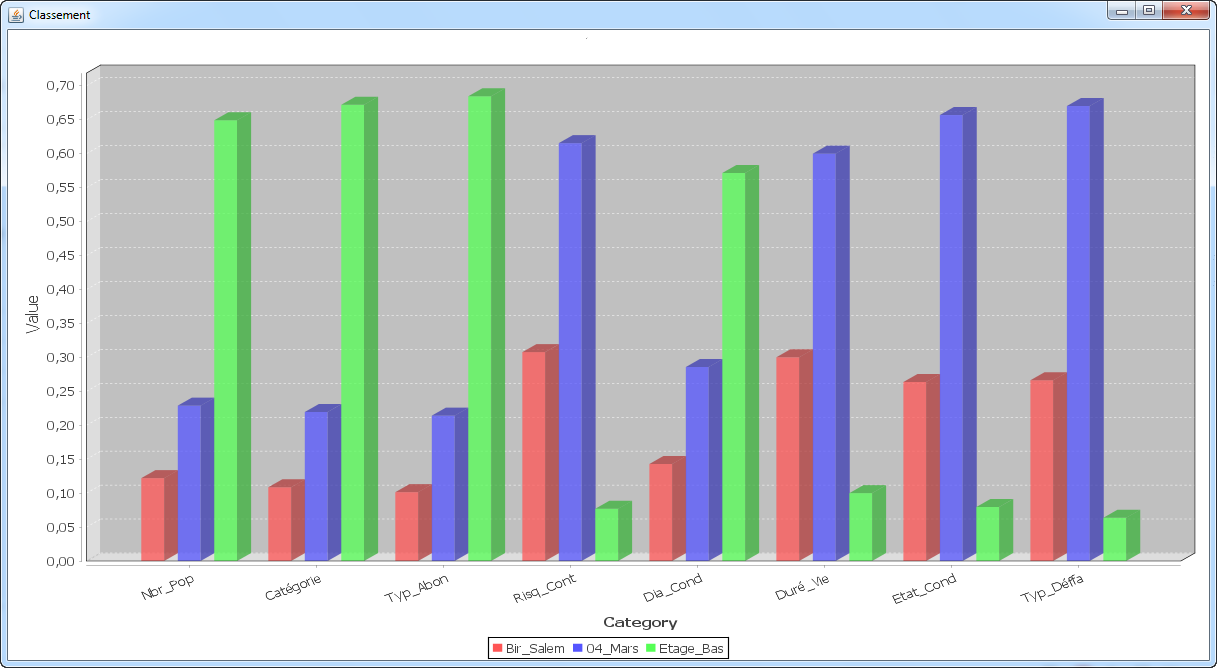 Classement
0,70
0,65
0,60
0,55
0,50
0,45
0,40
0,35
0,30
0,25
0,20
0,15
0,10
0,05
0,00
Value
Nbr_Pop
Catégorie
Typ_Abon
Risq_Cont
Dia_Cond
Duré_Vie
Etat_Cond
Typ_Déffa
Category
Bir_Salem 04_Mars Etage_Bas